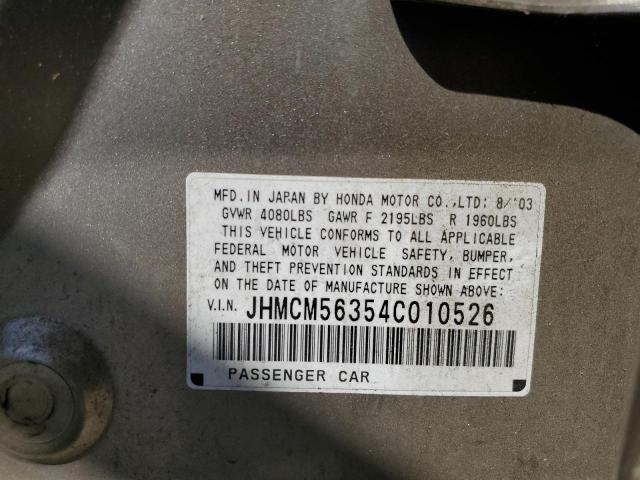 MFD.IN JAPAN BY HONDA MOTOR CO.,LTD: 8/'03
GVWR 4080LBS GAWR F 2195LBS R 1960LBS
THIS VEHICLE CONFORMS TO ALL APPLICABLE
FEDERAL MOTOR VEHICLE SAFETY, BUMPER,
AND THEFT PREVENTION STANDARDS IN EFFECT
ON THE DATE OF MANUFACTURE SHOWN ABOVE:
V.I.N. JHMCM56354C010526
PASSENGER CAR